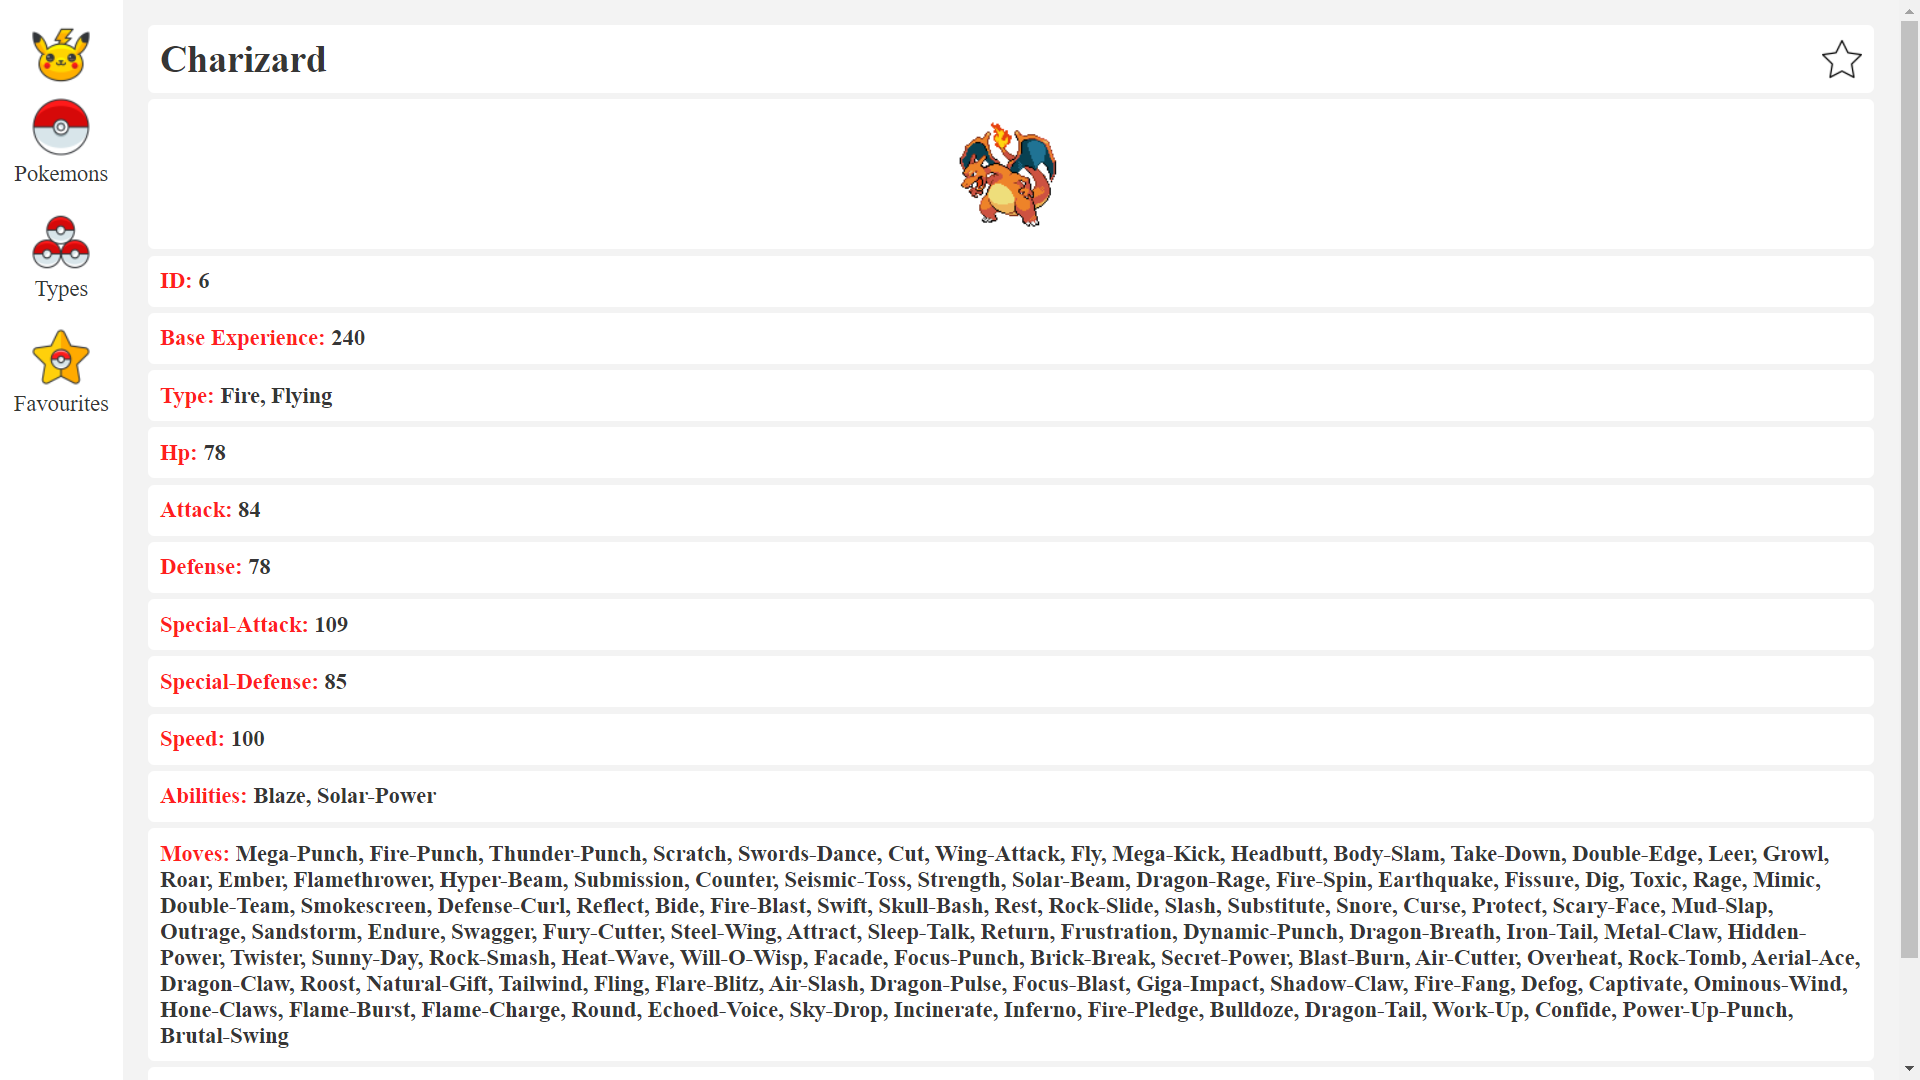 Charizard
Pokemons
Types
Favourites
ID: 6
Base Experience: 240
Type: Fire, Flying
Hp: 78
Attack: 84
Defense: 78
Special-Attack: 109
Special-Defense: 85
Speed: 100
Abilities: Blaze, Solar-Power
Moves: Mega-Punch, Fire-Punch, Thunder-Punch, Scratch, Swords-Dance, Cut, Wing-Attack, Fly, Mega-Kick, Headbutt, Body-Slam, Take-Down, Double-Edge, Leer, Growl,
Roar, Ember, Flamethrower, Hyper-Beam, Submission, Counter, Seismic-Toss, Strength, Solar-Beam, Dragon-Rage, Fire-Spin, Earthquake, Fissure, Dig, Toxic, Rage, Mimic,
Double-Team, Smokescreen, Defense-Curl, Reflect, Bide, Fire-Blast, Swift, Skull-Bash, Rest, Rock-Slide, Slash, Substitute, Snore, Curse, Protect, Scary-Face, Mud-Slap,
Outrage, Sandstorm, Endure, Swagger, Fury-Cutter, Steel-Wing, Attract, Sleep-Talk, Return, Frustration, Dynamic-Punch, Dragon-Breath, Iron-Tail, Metal-Claw, Hidden-
Power, Twister, Sunny-Day, Rock-Smash, Heat-Wave, Will-O-Wisp, Facade, Focus-Punch, Brick-Break, Secret-Power, Blast-Burn, Air-Cutter, Overheat, Rock-Tomb, Aerial-Ace,
Dragon-Claw, Roost, Natural-Gift, Tailwind, Fling, Flare-Blitz, Air-Slash, Dragon-Pulse, Focus-Blast, Giga-Impact, Shadow-Claw, Fire-Fang, Defog, Captivate, Ominous-Wind,
Hone-Claws, Flame-Burst, Flame-Charge, Round, Echoed-Voice, Sky-Drop, Incinerate, Inferno, Fire-Pledge, Bulldoze, Dragon-Tail, Work-Up, Confide, Power-Up-Punch,
Brutal-Swing